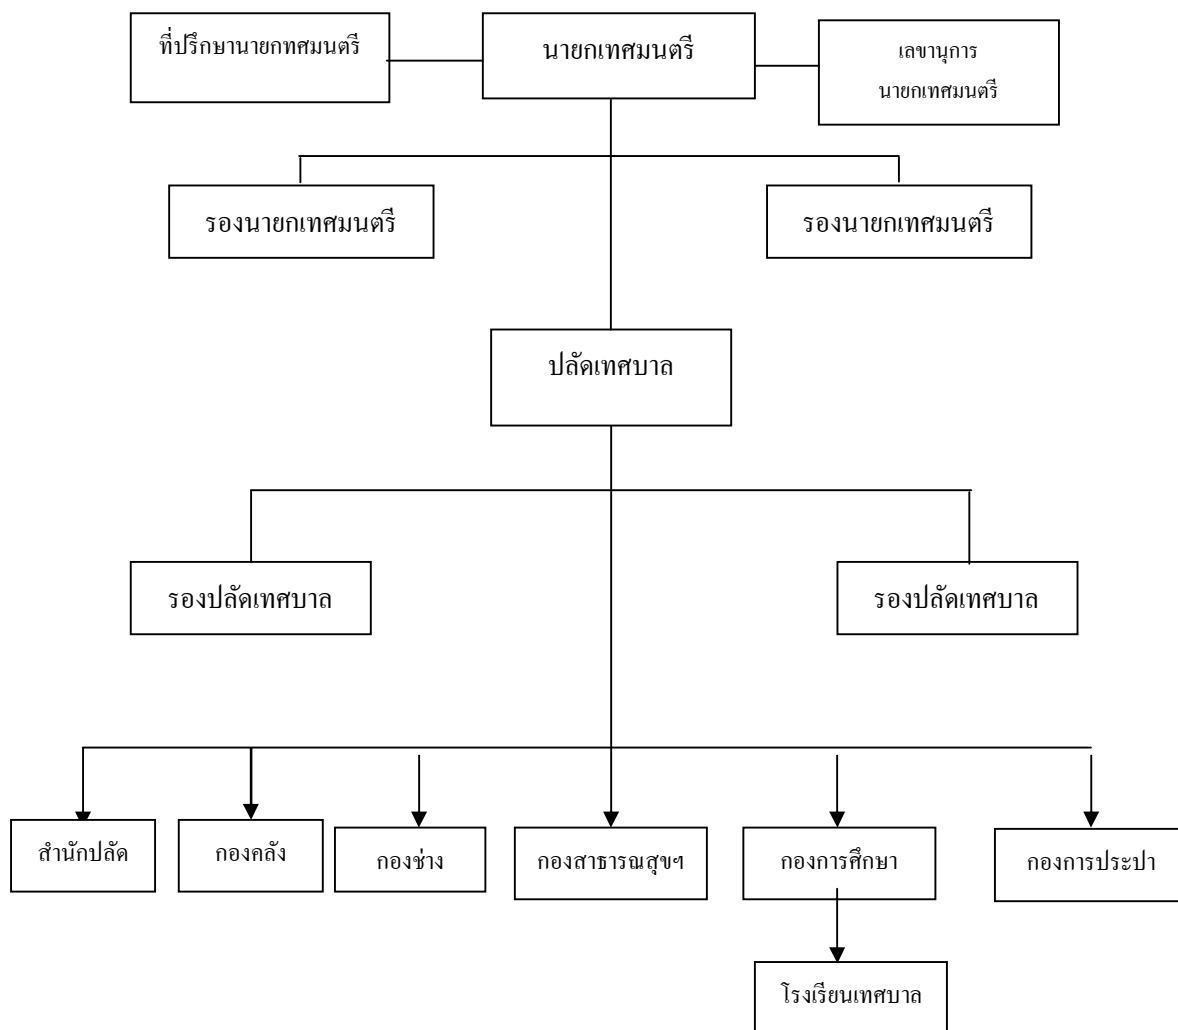 ที่ปรึกษานายกทศมนตรี
นายกเทศมนตรี
เลขานุการ
นายกเทศมนตรี
รองนายกเทศมนตรี
รองนายกเทศมนตรี
ปลัดเทศบาล
รองปลัดเทศบาล
รองปลัดเทศบาล
สำนักปลัด
กองคลัง
กองช่าง
กองสาธารณสุขฯ
กองการศึกษา
กองการประปา
โรงเรียนเทศบาล